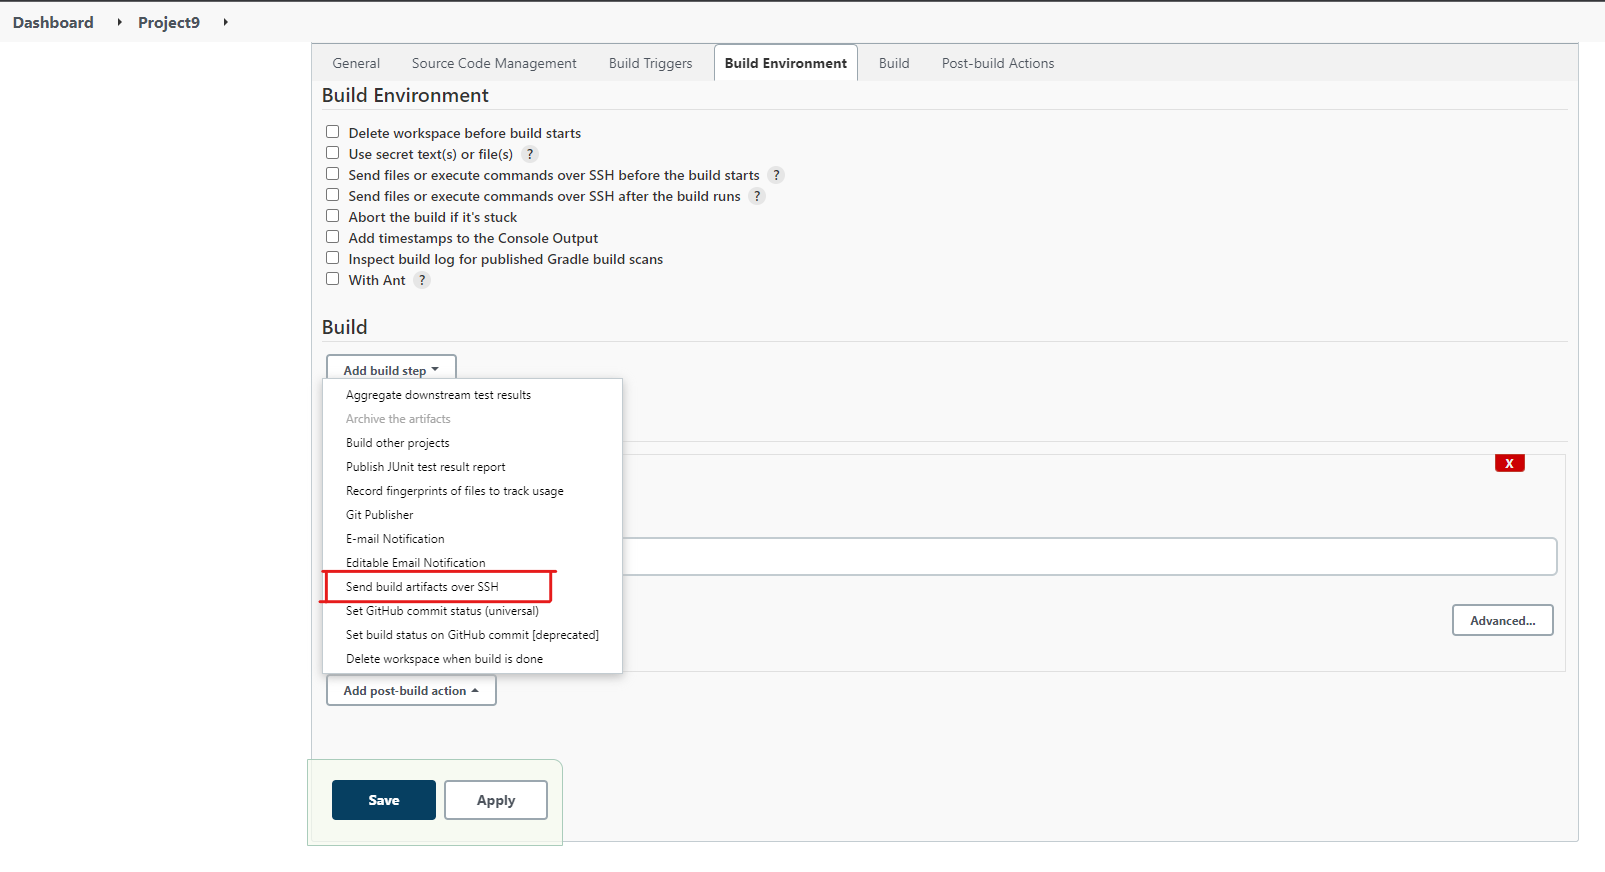 Dashboard Project9
General Source Code Management Build Triggers Build Environment Build Post-build Actions
Build Environment
Delete workspace before build starts
Use secret text(s) or file(s) ?
Send files or execute commands over SSH before the build starts ?
Send files or execute commands over SSH after the build runs ?
Abort the build if it's stuck
Add timestamps to the Console Output
Inspect build log for published Gradle build scans
With Ant ?
Build
Add build step
Aggregate downstream test results
Archive the artifacts
Build other projects
Publish JUnit test result report
Record fingerprints of files to track usage
Git Publisher
E-mail Notification
Editable Email Notification
Send build artifacts over SSH
Set GitHub commit status (universal)
Set build status on GitHub commit [deprecated]
Delete workspace when build is done
X
Advanced...
Add post-build action
Save Apply